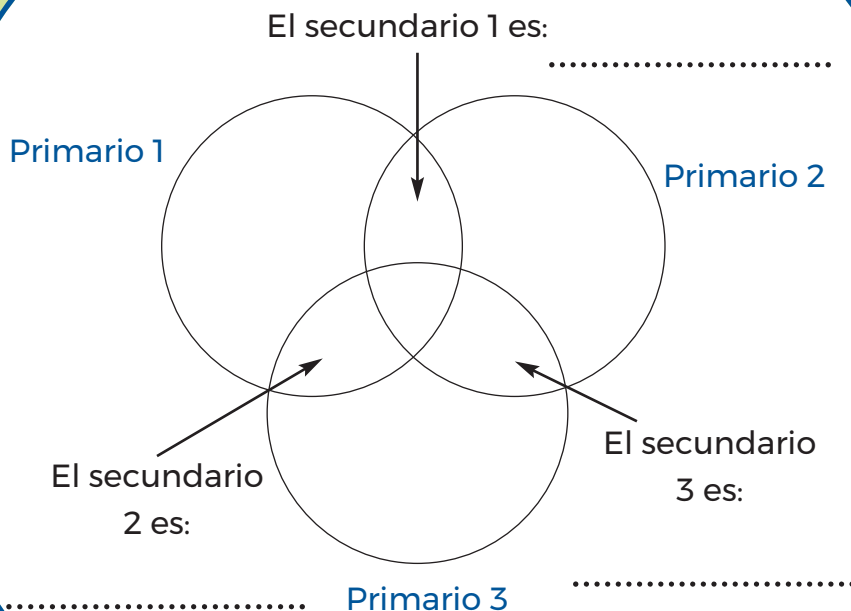 El secundario 1 es:
Primario 1
Primario 2
El secundario
2 es:
El secundario
3 es:
Primario 3